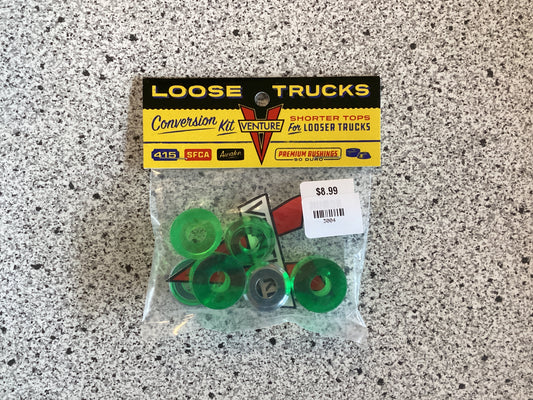 LOOSE TRUCKS
Conversion Kit
VENTURE
SHORTER TOPS
For LOOSER TRUCKS
415
SFCA
Awake
PREMIUM BUSHINGS
90 DURO
$8.99
5004